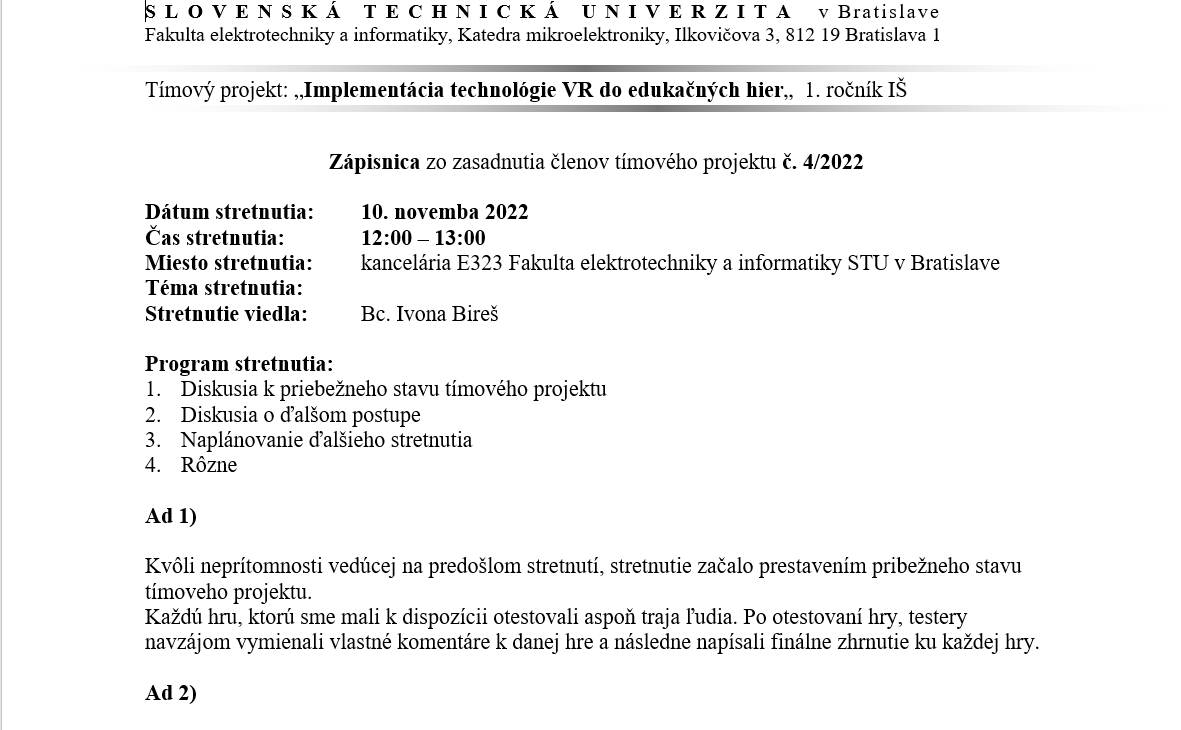 SLOVENSKÁ TECHNICKÁ UNIVERZITA v Bratislave
Fakulta elektrotechniky a informatiky, Katedra mikroelektroniky, Ilkovičova 3, 812 19 Bratislava 1
Tímový projekt: „Implementácia technológie VR do edukačných hier„ 1. ročník IŠ
Zápisnica zo zasadnutia členov tímového projektu č. 4/2022
Dátum stretnutia: 10. novemba 2022
Čas stretnutia: 12:00 – 13:00
Miesto stretnutia: kancelária E323 Fakulta elektrotechniky a informatiky STU v Bratislave
Téma stretnutia:
Stretnutie viedla: Bc. Ivona Bireš
Program stretnutia:
1. Diskusia k priebežneho stavu tímového projektu
2. Diskusia o ďalšom postupe
3. Naplánovanie ďalšieho stretnutia
4. Rôzne
Ad 1)
Kvôli neprítomnosti vedúcej na predošlom stretnutí, stretnutie začalo prestavením pribežneho stavu
tímoveho projektu.
Každú hru, ktorú sme mali k dispozícii otestovali aspoň traja ľudia. Po otestovaní hry, testery
navzájom vymienali vlastné komentáre k danej hre a následne napísali finálne zhrnutie ku každej hry.
Ad 2)